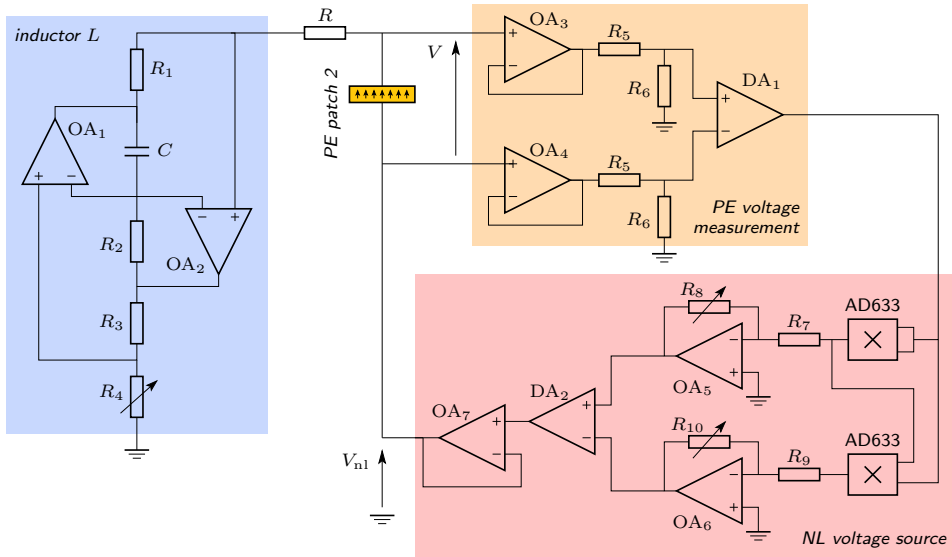 inductor L
R₁
OA₁
+
−
C
−
+
R₂
OA₂
R₃
R₄
R
PE patch 2
V
OA₃
+
−
R₅
R₆
DA₁
+
−
OA₄
+
−
R₅
R₆
PE voltage
measurement
R₈
R₇
AD633
×
−
+
OA₅
DA₂
+
−
OA₇
+
−
Vₙₗ
R₁₀
R₉
AD633
×
−
+
OA₆
NL voltage source